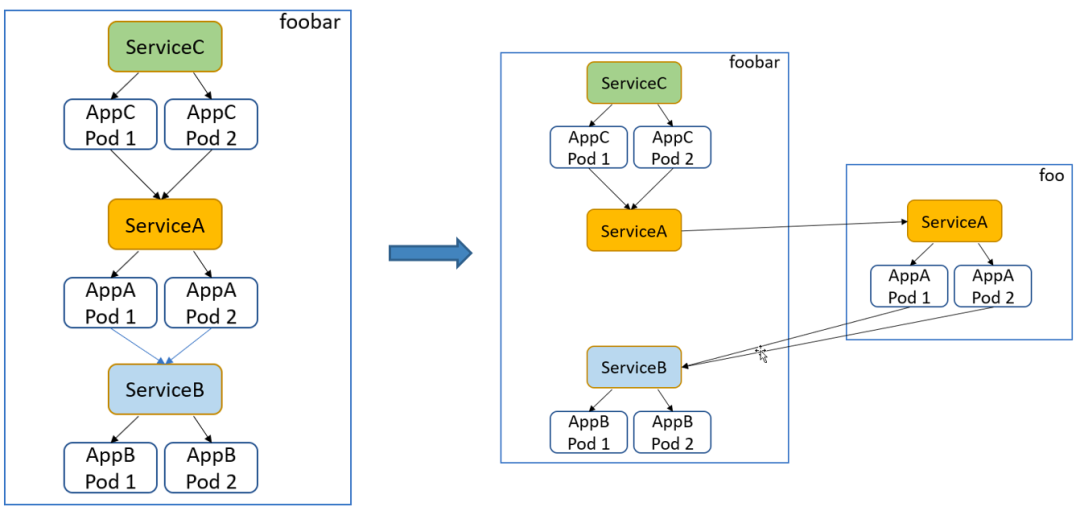 foobar
ServiceC
AppC
Pod 1
AppC
Pod 2
ServiceA
AppA
Pod 1
AppA
Pod 2
ServiceB
AppB
Pod 1
AppB
Pod 2
foobar
ServiceC
AppC
Pod 1
AppC
Pod 2
ServiceA
ServiceB
AppB
Pod 1
AppB
Pod 2
foo
ServiceA
AppA
Pod 1
AppA
Pod 2